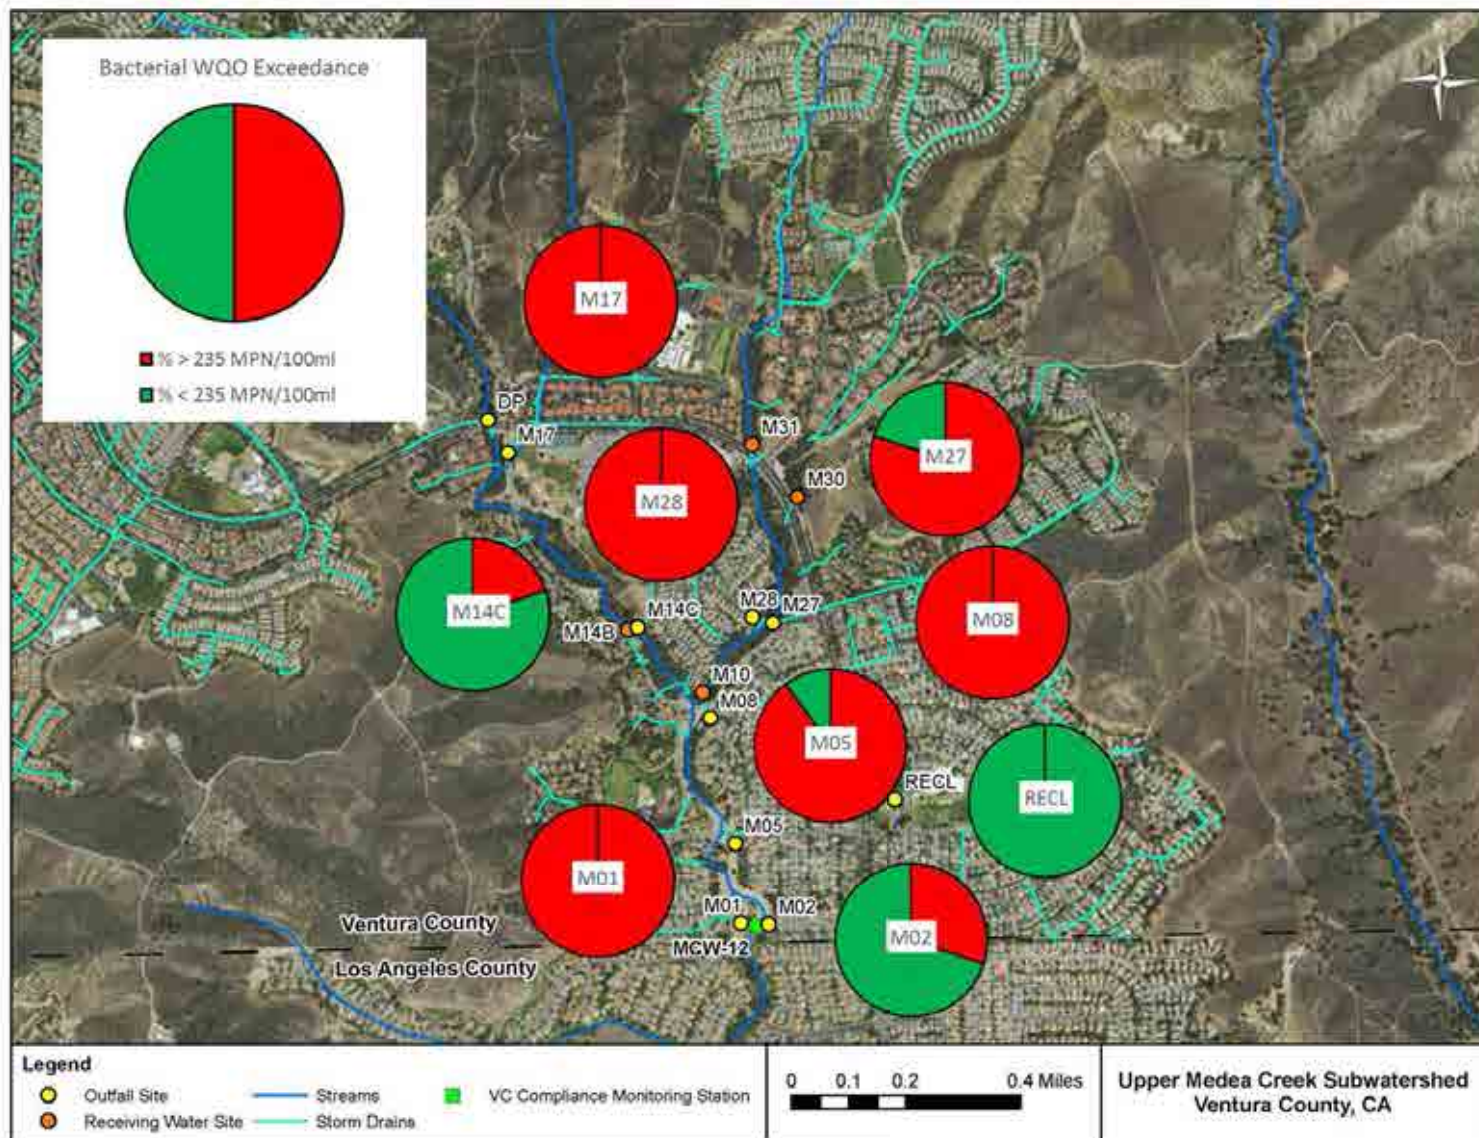 Bacterial WQO Exceedance
% > 235 MPN/100ml
% < 235 MPN/100ml
M17
DP
M17
M31
M27
M28
M30
M14C
M14B
M14C
M28
M27
M08
M10
M08
M05
RECL
RECL
M05
M01
M01
M02
M02
MCW-12
Ventura County
Los Angeles County
Legend
Outfall Site
Streams
VC Compliance Monitoring Station
Receiving Water Site
Storm Drains
0 0.1 0.2 0.4 Miles
Upper Medea Creek Subwatershed
Ventura County, CA